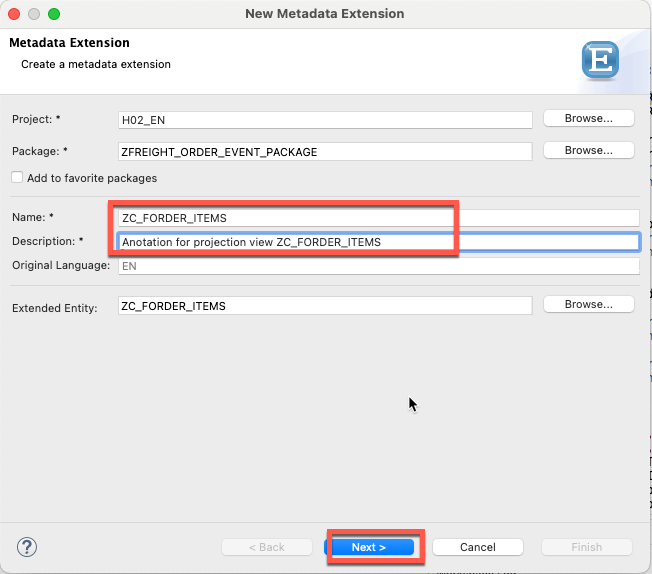 New Metadata Extension
Metadata Extension
Create a metadata extension
E
Project: * H02_EN Browse...
Package: * ZFREIGHT_ORDER_EVENT_PACKAGE Browse...
Add to favorite packages
Name: * ZC_FORDER_ITEMS
Description: * Anotation for projection view ZC_FORDER_ITEMS
Original Language: EN
Extended Entity: ZC_FORDER_ITEMS Browse...
? < Back Next > Cancel Finish